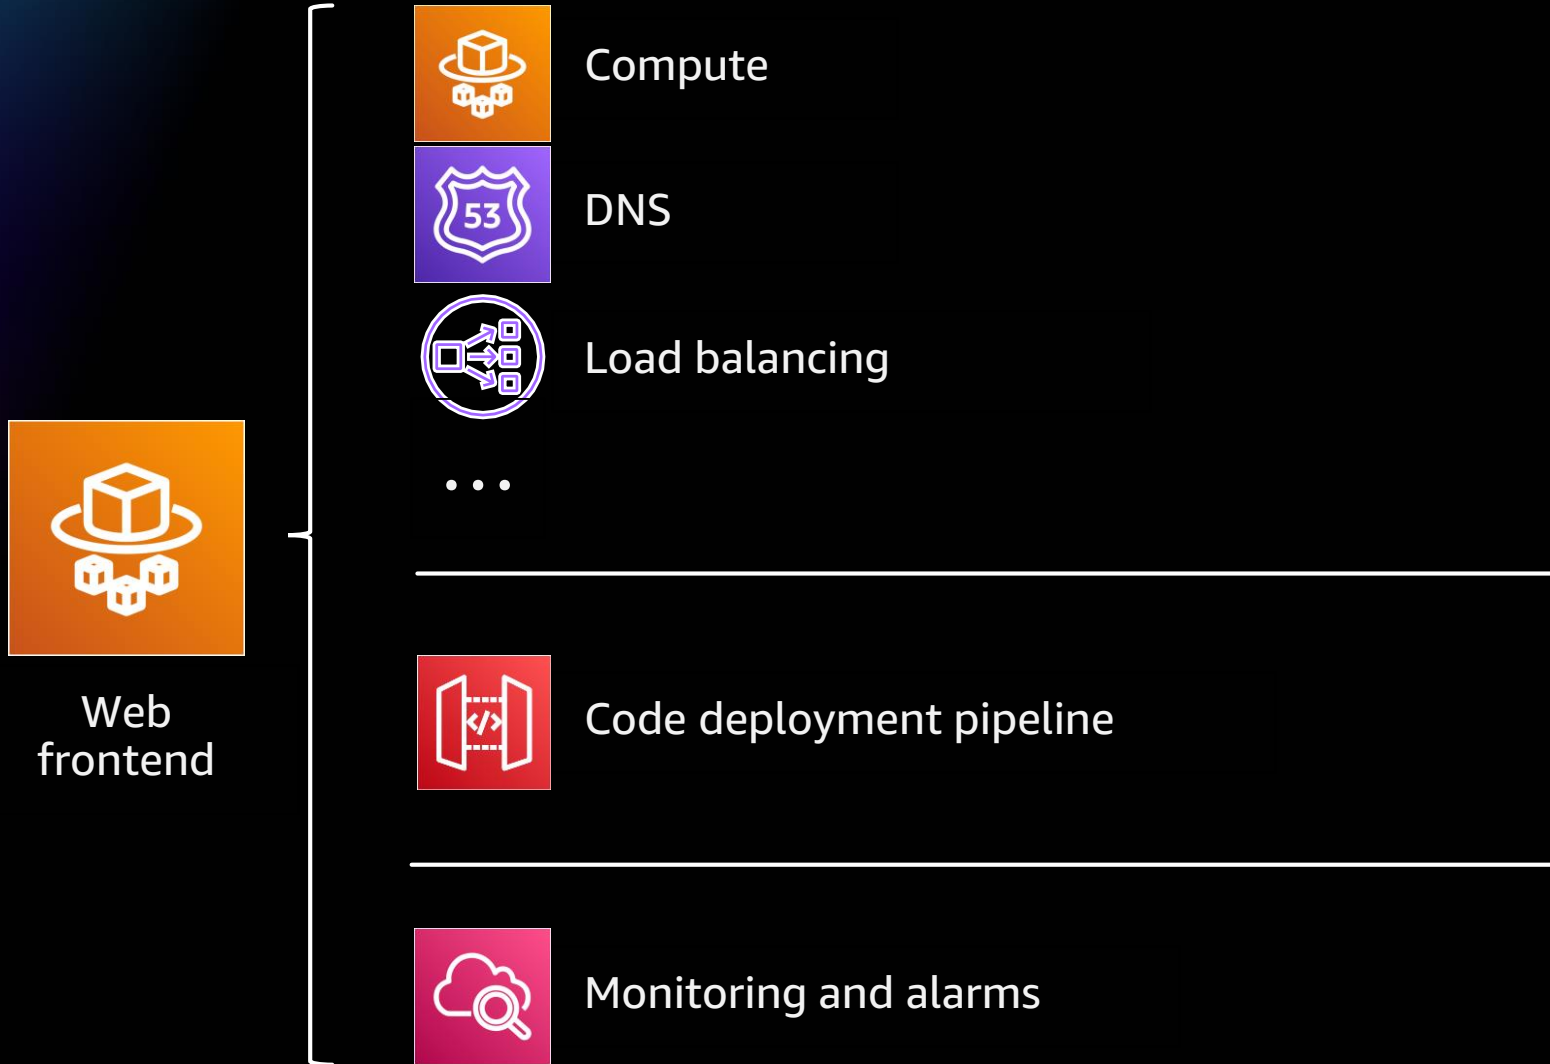 Compute
53
DNS
Load balancing
...
Web
frontend
</>
Code deployment pipeline
Monitoring and alarms